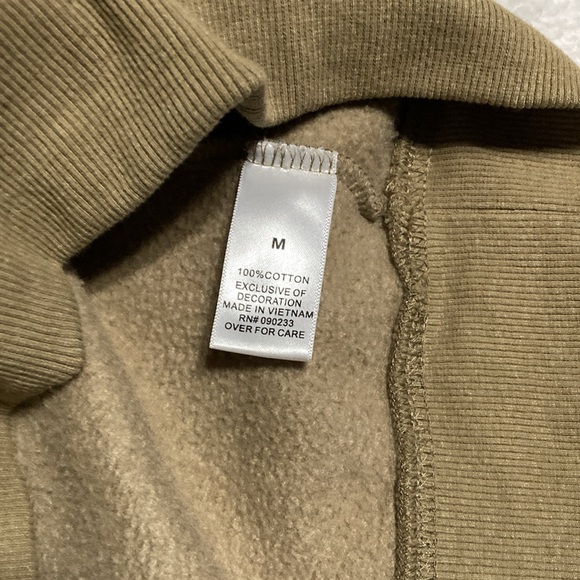 M
100%COTTON
EXCLUSIVE OF
DECORATION
MADE IN VIETNAM
RN# 090233
OVER FOR CARE